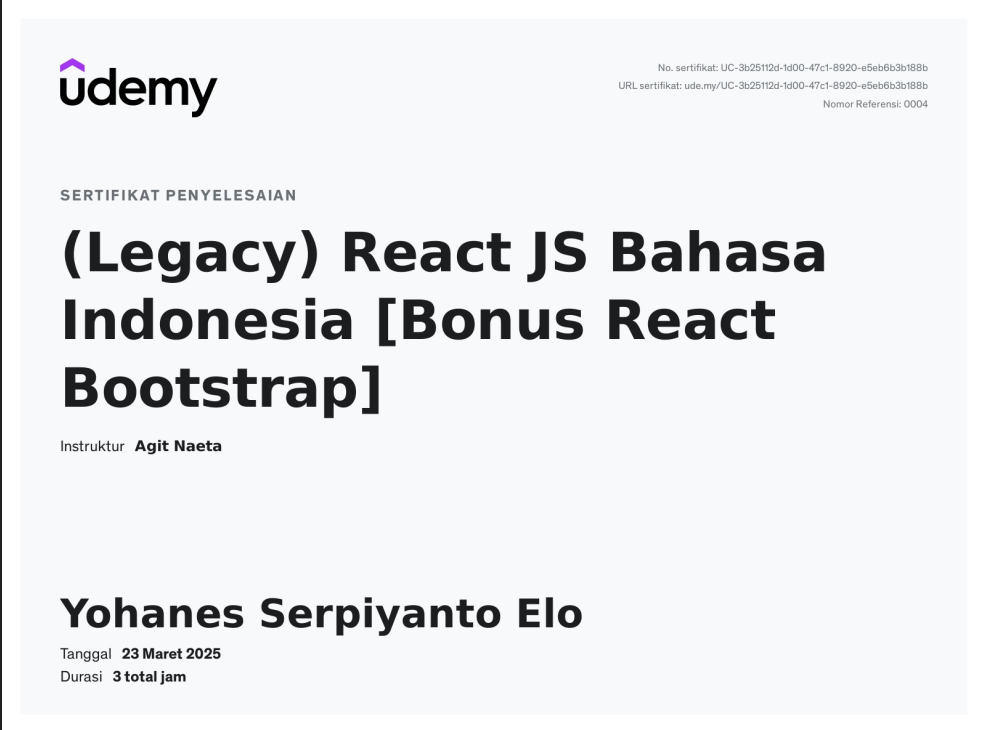 udemy
No. sertifikat: UC-3b25112d-1d00-47c1-8920-e5eb6b3b188b
URL sertifikat: ude.my/UC-3b25112d-1d00-47c1-8920-e5eb6b3b188b
Nomor Referensi: 0004
SERTIFIKAT PENYELESAIAN
(Legacy) React JS Bahasa
Indonesia [Bonus React
Bootstrap]
Instruktur Agit Naeta
Yohanes Serpiyanto Elo
Tanggal 23 Maret 2025
Durasi 3 total jam